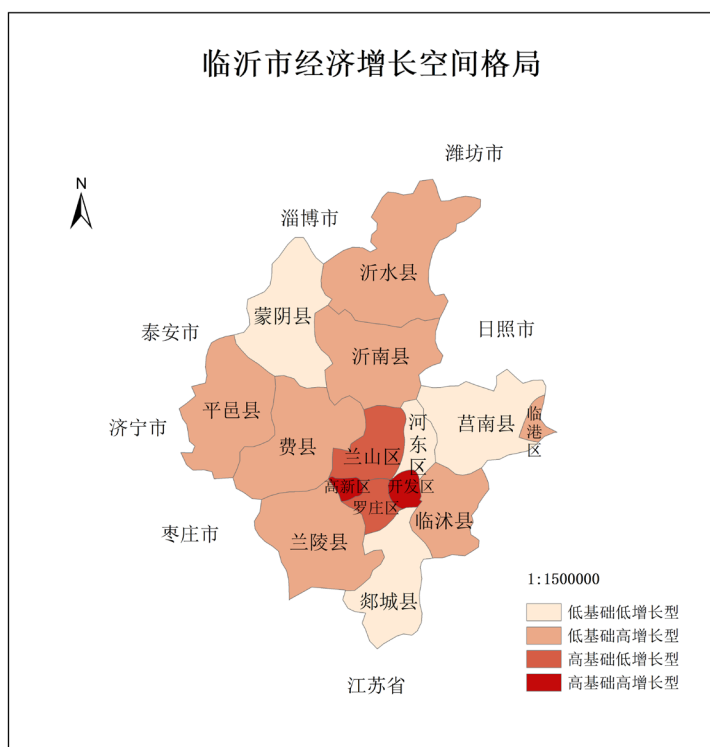 临沂市经济增长空间格局
潍坊市
N
淄博市
沂水县
蒙阴县
日照市
泰安市
沂南县
平邑县
莒南县
临港区
河东区
济宁市
费县
兰山区
高新区
开发区
罗庄区
临沭县
枣庄市
兰陵县
1:1500000
郯城县
低基础低增长型
低基础高增长型
高基础低增长型
高基础高增长型
江苏省